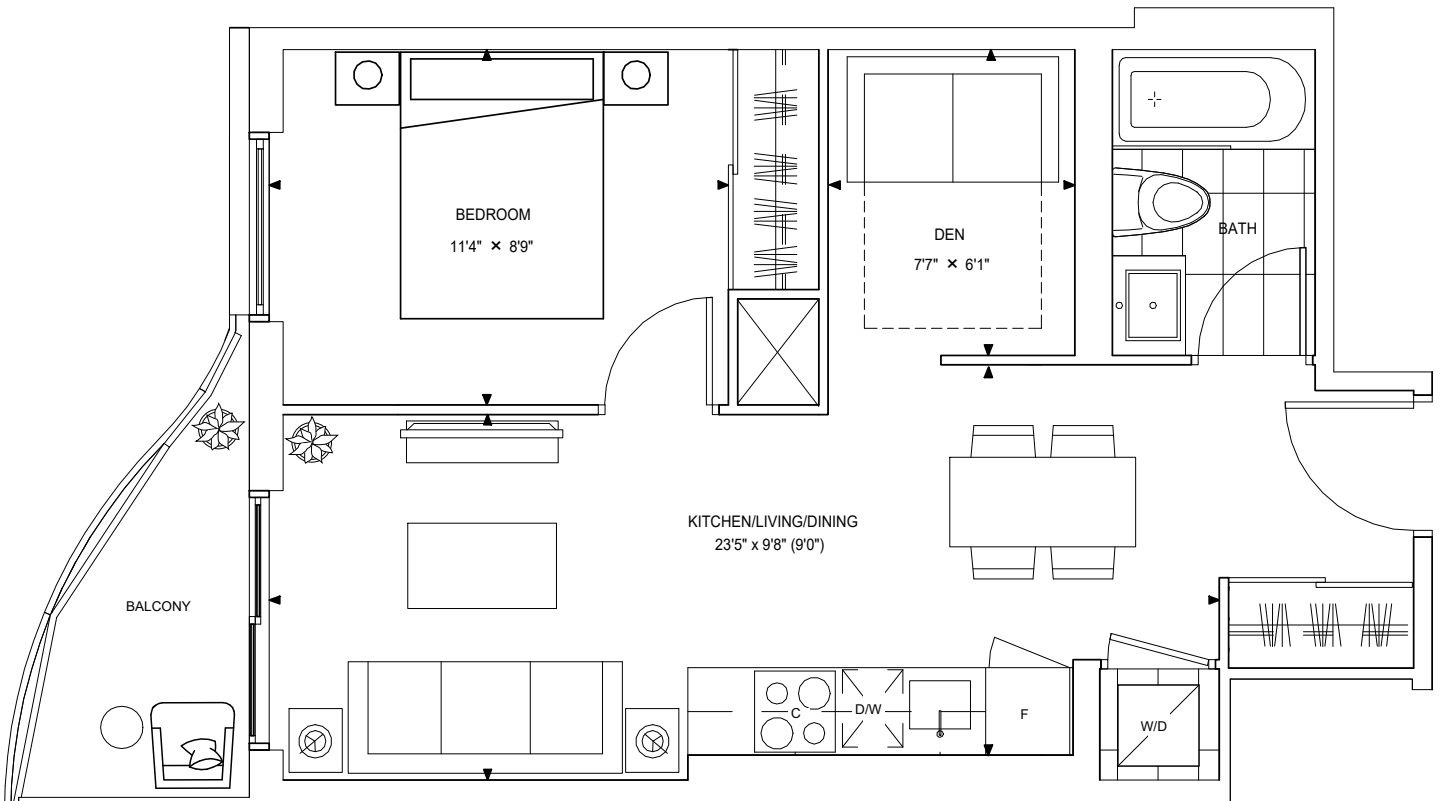 BEDROOM
11'4" × 8'9"
DEN
7'7" × 6'1"
BATH
KITCHEN/LIVING/DINING
23'5" x 9'8" (9'0")
BALCONY
C
D/W
F
W/D